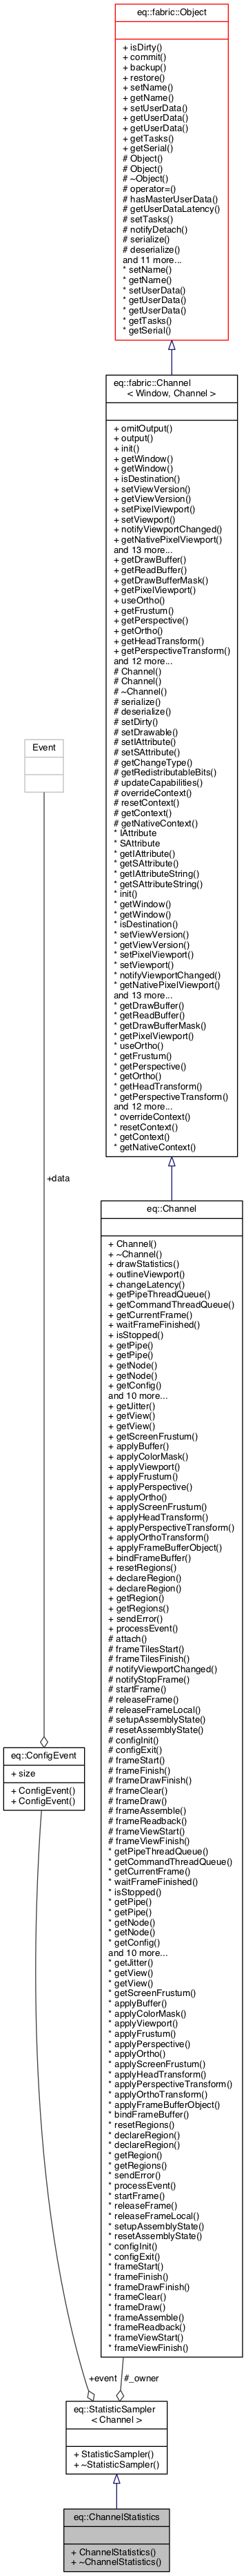 eq::fabric::Object
+ isDirty()
+ commit()
+ backup()
+ restore()
+ setName()
+ getName()
+ setUserData()
+ getUserData()
+ getUserData()
+ getTasks()
+ getSerial()
# Object()
# Object()
# ~Object()
# operator=()
# hasMasterUserData()
# getUserDataLatency()
# setTasks()
# notifyDetach()
# serialize()
# deserialize()
and 11 more...
* setName()
* getName()
* setUserData()
* getUserData()
* getUserData()
* getTasks()
* getSerial()
eq::fabric::Channel
< Window, Channel >
+ omitOutput()
+ output()
+ init()
+ getWindow()
+ getWindow()
+ isDestination()
+ setViewVersion()
+ getViewVersion()
+ setPixelViewport()
+ setViewport()
+ notifyViewportChanged()
+ getNativePixelViewport()
and 13 more...
+ getDrawBuffer()
+ getReadBuffer()
+ getDrawBufferMask()
+ getPixelViewport()
+ useOrtho()
+ getFrustum()
+ getPerspective()
+ getOrtho()
+ getHeadTransform()
+ getPerspectiveTransform()
and 12 more...
# Channel()
# Channel()
# ~Channel()
# serialize()
# deserialize()
# setDirty()
# setDrawable()
# setIAttribute()
# setSAttribute()
# getChangeType()
# getRedistributableBits()
# updateCapabilities()
# overrideContext()
# resetContext()
# getContext()
# getNativeContext()
* IAttribute
* SAttribute
* getIAttribute()
* getSAttribute()
* getIAttributeString()
* getSAttributeString()
* init()
* getWindow()
* getWindow()
* isDestination()
* setViewVersion()
* getViewVersion()
* setPixelViewport()
* setViewport()
* notifyViewportChanged()
* getNativePixelViewport()
and 13 more...
* getDrawBuffer()
* getReadBuffer()
* getDrawBufferMask()
* getPixelViewport()
* useOrtho()
* getFrustum()
* getPerspective()
* getOrtho()
* getHeadTransform()
* getPerspectiveTransform()
and 12 more...
* overrideContext()
* resetContext()
* getContext()
* getNativeContext()
Event
+data
eq::Channel
+ Channel()
+ ~Channel()
+ drawStatistics()
+ outlineViewport()
+ changeLatency()
+ getPipeThreadQueue()
+ getCommandThreadQueue()
+ getCurrentFrame()
+ waitFrameFinished()
+ isStopped()
+ getPipe()
+ getPipe()
+ getNode()
+ getNode()
+ getConfig()
and 10 more...
+ getJitter()
+ getView()
+ getView()
+ getScreenFrustum()
+ applyBuffer()
+ applyColorMask()
+ applyViewport()
+ applyFrustum()
+ applyPerspective()
+ applyOrtho()
+ applyScreenFrustum()
+ applyHeadTransform()
+ applyPerspectiveTransform()
+ applyOrthoTransform()
+ applyFrameBufferObject()
+ bindFrameBuffer()
+ resetRegions()
+ declareRegion()
+ declareRegion()
+ getRegion()
+ getRegions()
+ sendError()
+ processEvent()
# attach()
# frameTilesStart()
# frameTilesFinish()
# notifyViewportChanged()
# notifyStopFrame()
# startFrame()
# releaseFrame()
# releaseFrameLocal()
# setupAssemblyState()
# resetAssemblyState()
# configInit()
# configExit()
# frameStart()
# frameFinish()
# frameDrawFinish()
# frameClear()
# frameDraw()
# frameAssemble()
# frameReadback()
# frameViewStart()
# frameViewFinish()
* getPipeThreadQueue()
* getCommandThreadQueue()
* getCurrentFrame()
* waitFrameFinished()
* isStopped()
* getPipe()
* getPipe()
* getNode()
* getNode()
* getConfig()
and 10 more...
* getJitter()
* getView()
* getView()
* getScreenFrustum()
* applyBuffer()
* applyColorMask()
* applyViewport()
* applyFrustum()
* applyPerspective()
* applyOrtho()
* applyScreenFrustum()
* applyHeadTransform()
* applyPerspectiveTransform()
* applyOrthoTransform()
* applyFrameBufferObject()
* bindFrameBuffer()
* resetRegions()
* declareRegion()
* declareRegion()
* getRegion()
* getRegions()
* sendError()
* processEvent()
* startFrame()
* releaseFrame()
* releaseFrameLocal()
* setupAssemblyState()
* resetAssemblyState()
* configInit()
* configExit()
* frameStart()
* frameFinish()
* frameDrawFinish()
* frameClear()
* frameDraw()
* frameAssemble()
* frameReadback()
* frameViewStart()
* frameViewFinish()
eq::ConfigEvent
+ size
+ ConfigEvent()
+ ConfigEvent()
+event
#_owner
eq::StatisticSampler
< Channel >
+ StatisticSampler()
+ ~StatisticSampler()
eq::ChannelStatistics
+ ChannelStatistics()
+ ~ChannelStatistics()